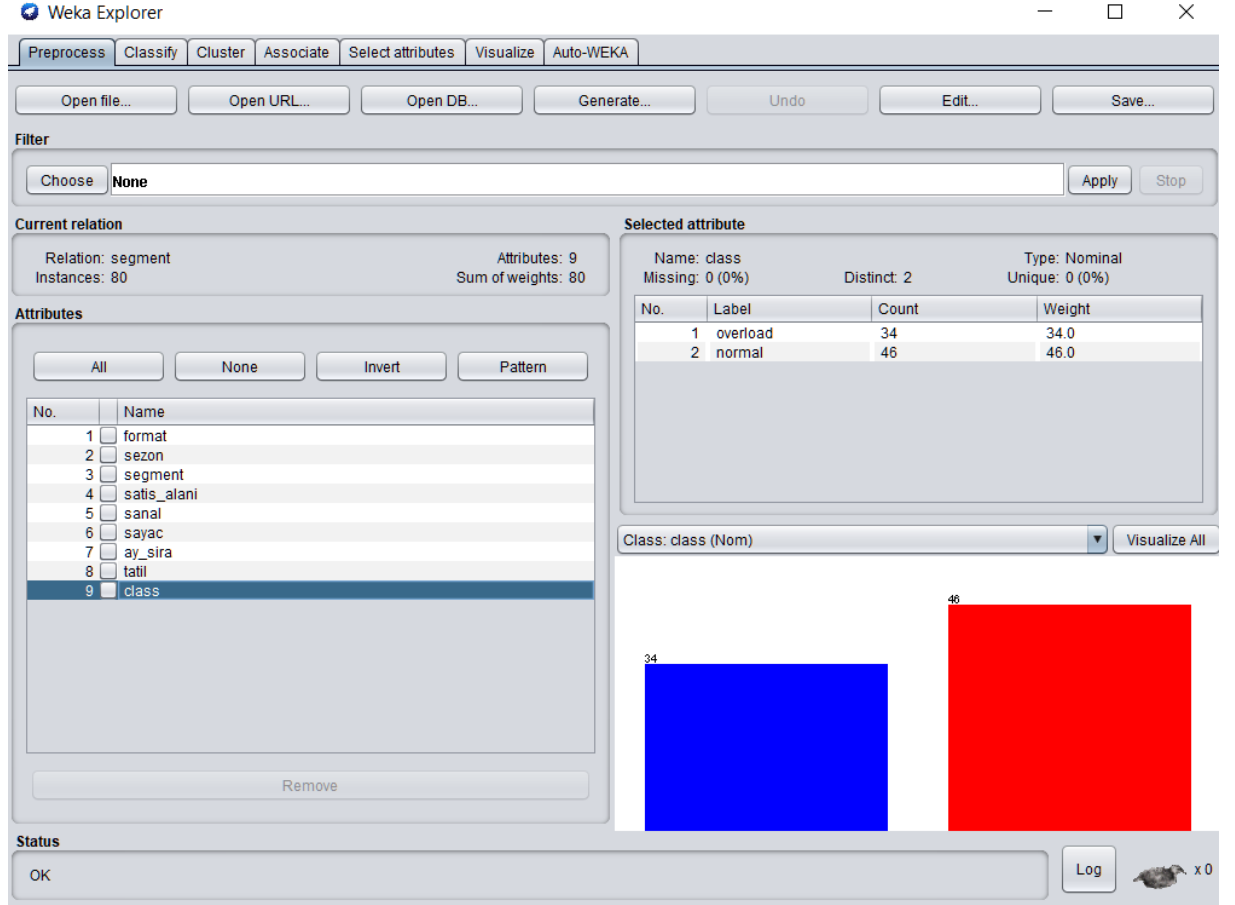 Weka Explorer
Preprocess Classify Cluster Associate Select attributes Visualize Auto-WEKA
Open file... Open URL... Open DB... Generate... Undo Edit... Save...
Filter
Choose None Apply Stop
Current relation
Relation: segment Attributes: 9
Instances: 80 Sum of weights: 80
Attributes
All None Invert Pattern
No. Name
1 format
2 sezon
3 segment
4 satis_alani
5 sanal
6 sayac
7 ay_sira
8 tatil
9 class
Remove
Selected attribute
Name: class Type: Nominal
Missing: 0 (0%) Distinct: 2 Unique: 0 (0%)
No. Label Count Weight
1 overload 34 34.0
2 normal 46 46.0
Class: class (Nom) Visualize All
34
46
Status
OK
Log x 0